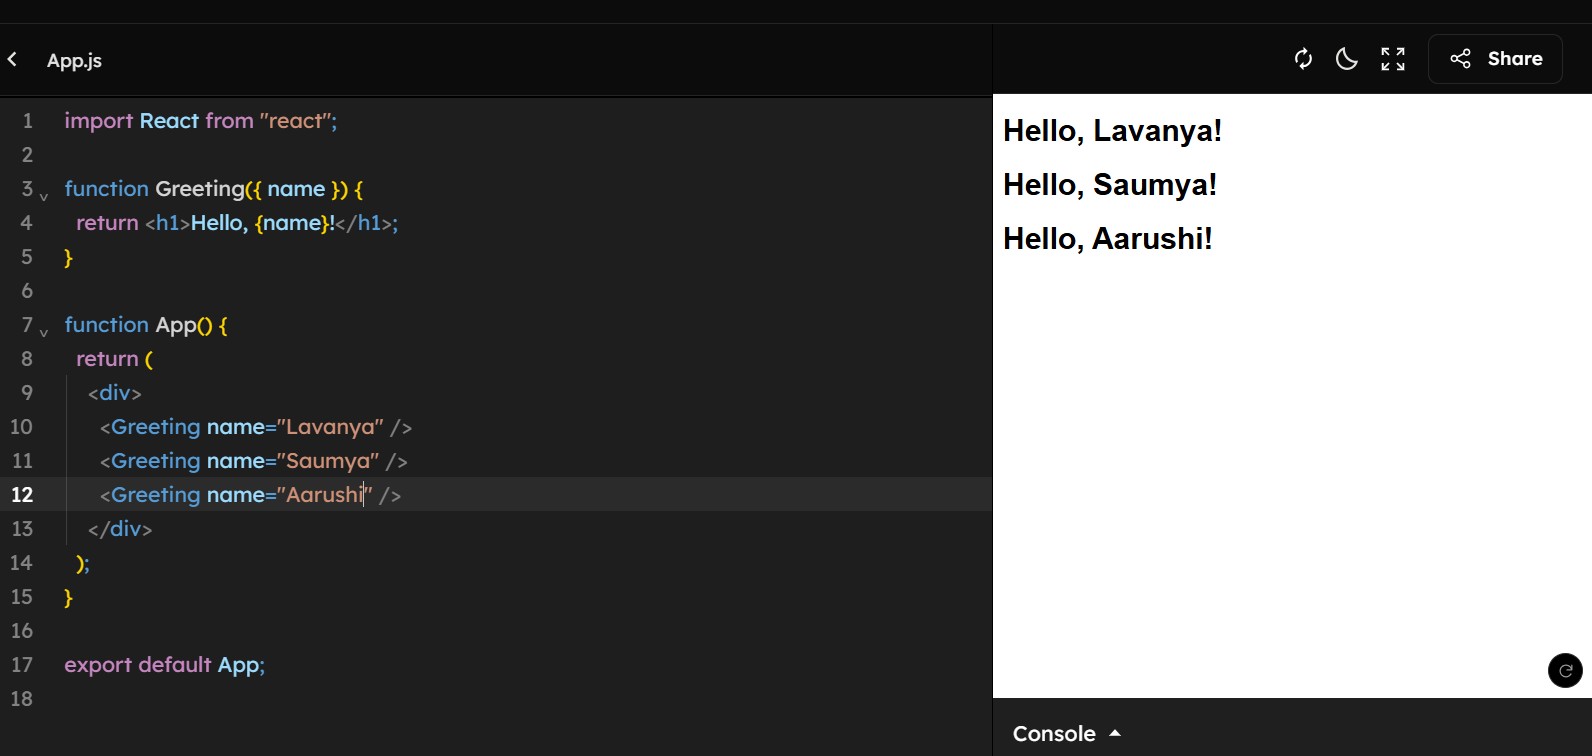 App.js
Share
1 import React from "react";
2
3 function Greeting({ name }) {
4 return <h1>Hello, {name}!</h1>;
5 }
6
7 function App() {
8 return (
9 <div>
10 <Greeting name="Lavanya" />
11 <Greeting name="Saumya" />
12 <Greeting name="Aarushi" />
13 </div>
14 );
15 }
16
17 export default App;
18
Hello, Lavanya!
Hello, Saumya!
Hello, Aarushi!
Console